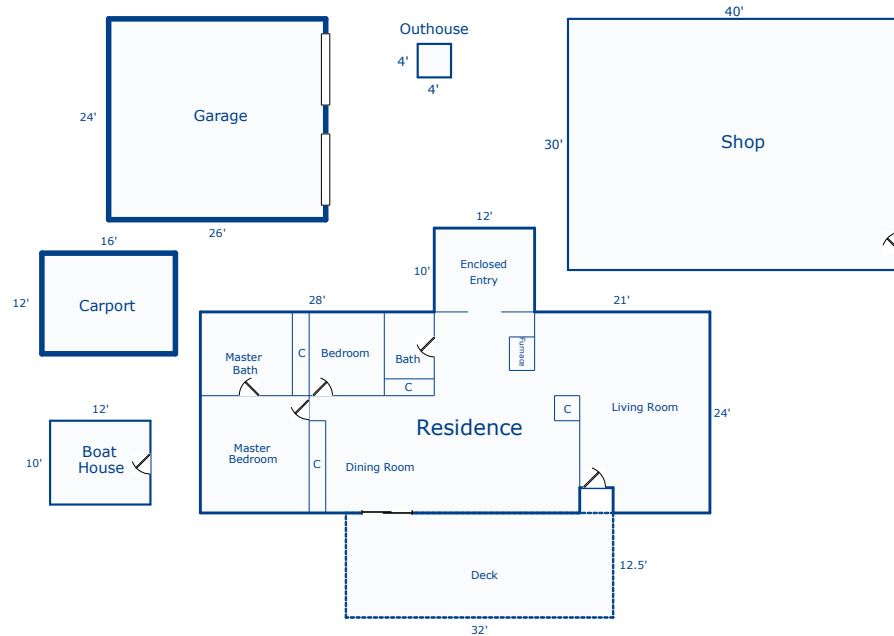 40'
Outhouse
4'
4'
24'
Garage
30'
Shop
26'
12'
16'
Enclosed
Entry
10'
12'
Carport
28'
21'
Furnace
Master
Bath
C
Bedroom
Bath
C
12'
C
Living Room
24'
Residence
Boat
House
10'
Master
Bedroom
C
Dining Room
12.5'
Deck
32'